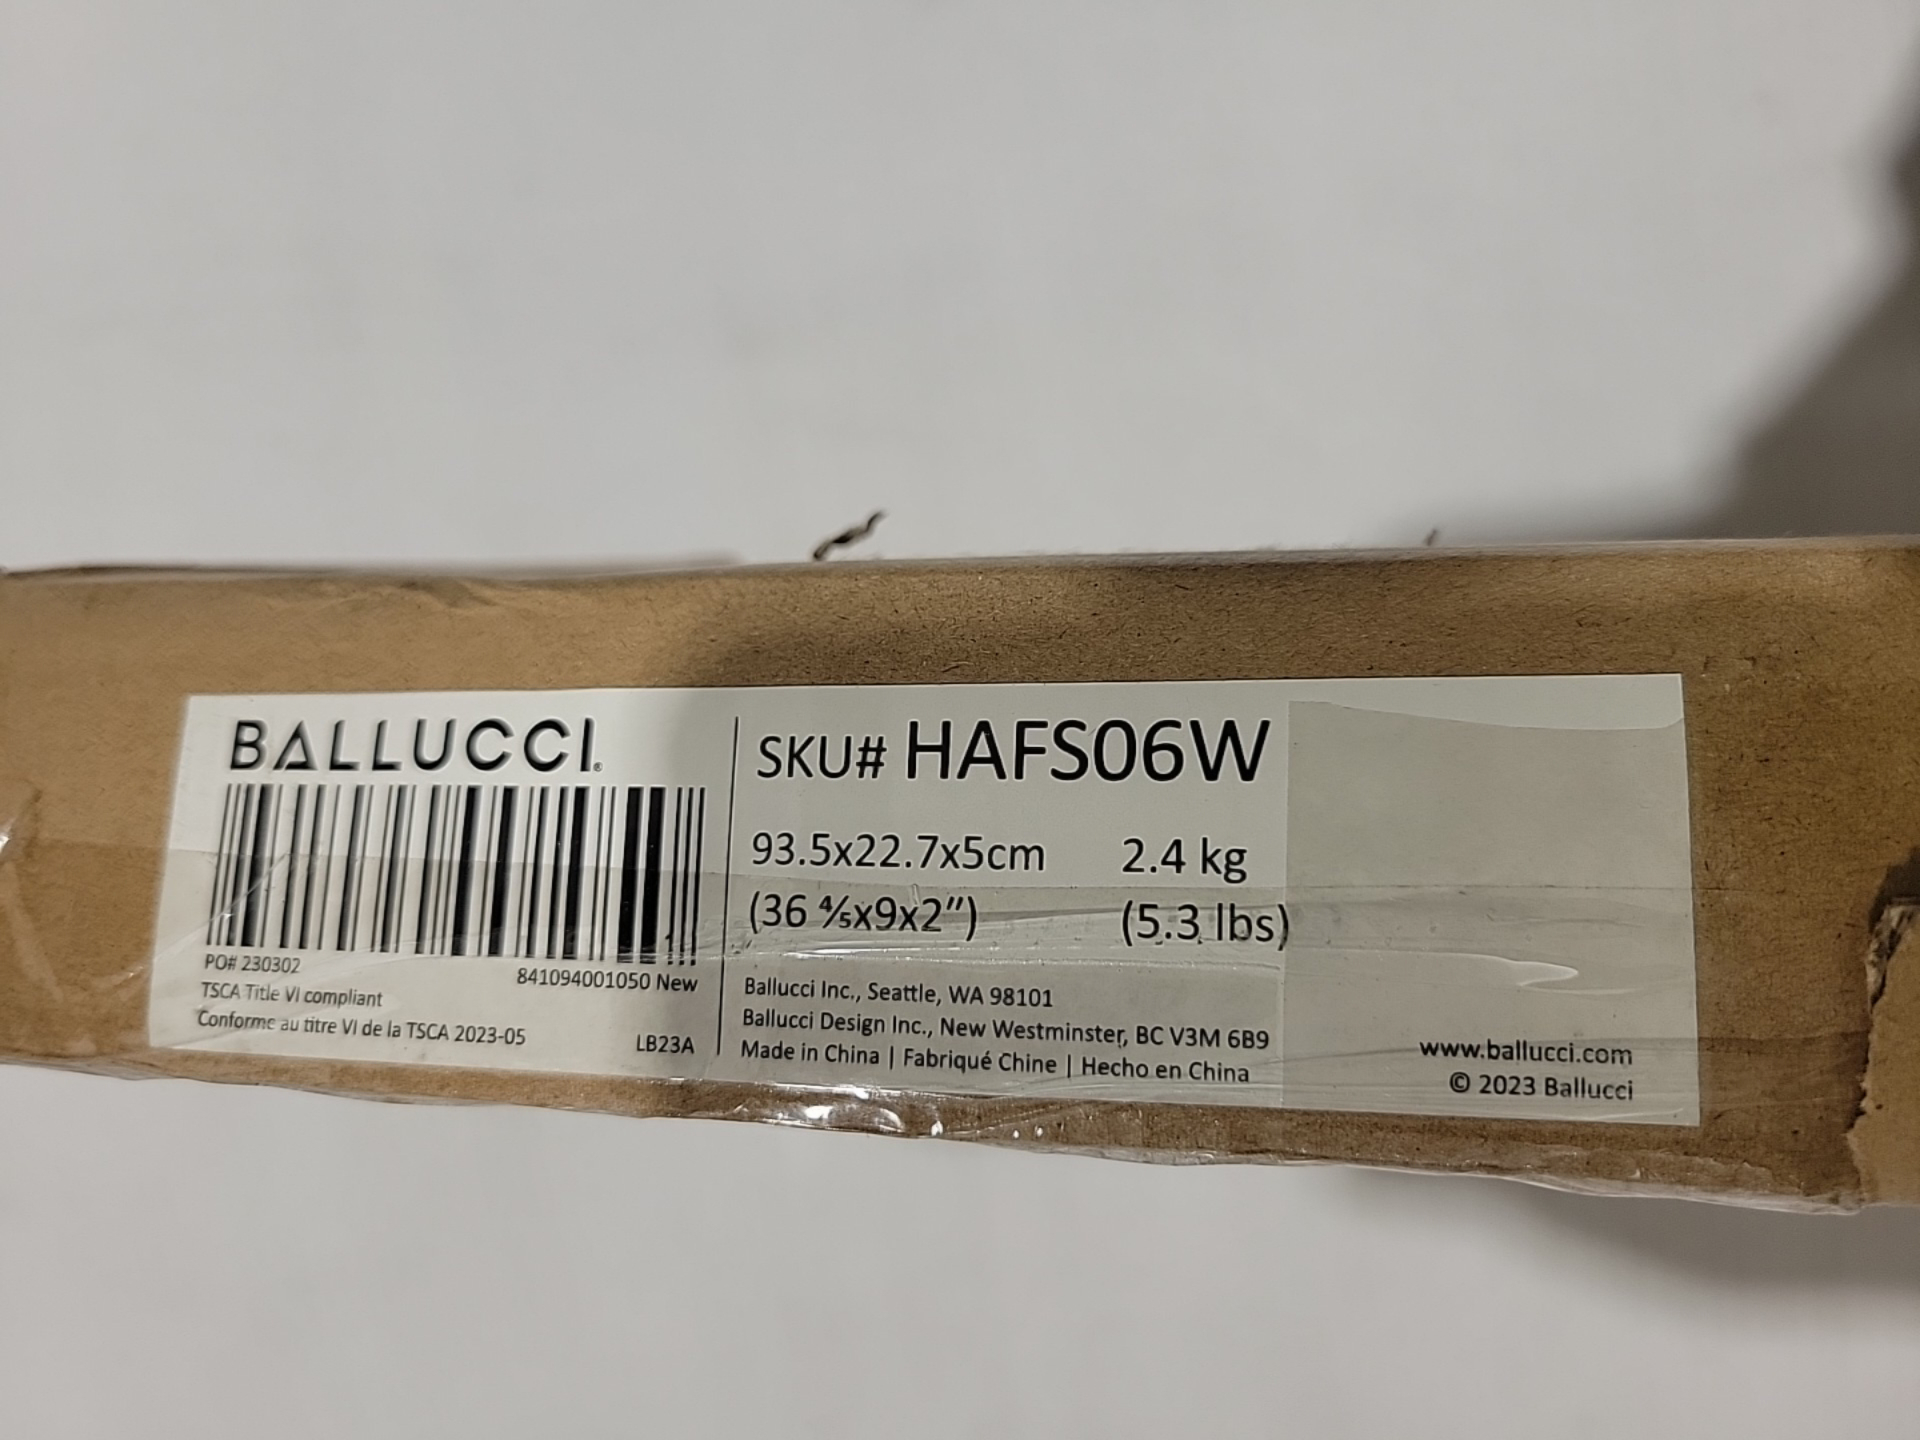 BALLUCCI®
PO# 230302
841094001050 New
TSCA Title VI compliant
Conforme au titre VI de la TSCA 2023-05
LB23A
SKU# HAFS06W
93.5x22.7x5cm 2.4 kg
(36 ⅘x9x2") (5.3 lbs)
Ballucci Inc., Seattle, WA 98101
Ballucci Design Inc., New Westminster, BC V3M 6B9
Made in China | Fabriqué Chine | Hecho en China
www.ballucci.com
© 2023 Ballucci